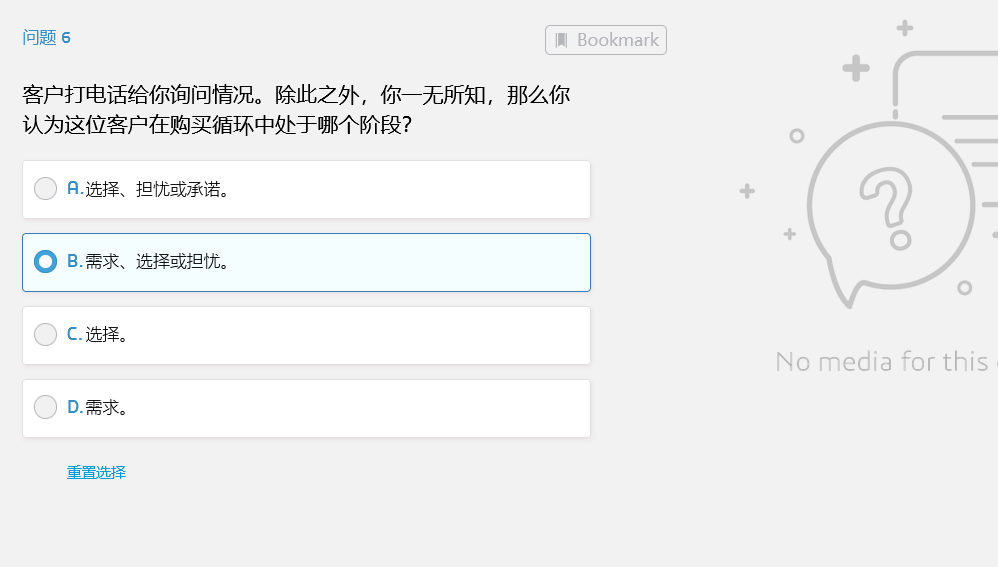 问题 6
Bookmark
客户打电话给你询问情况。除此之外，你一无所知，那么你
认为这位客户在购买循环中处于哪个阶段？
A.选择、担忧或承诺。
B.需求、选择或担忧。
C.选择。
D.需求。
重置选择
No media for this